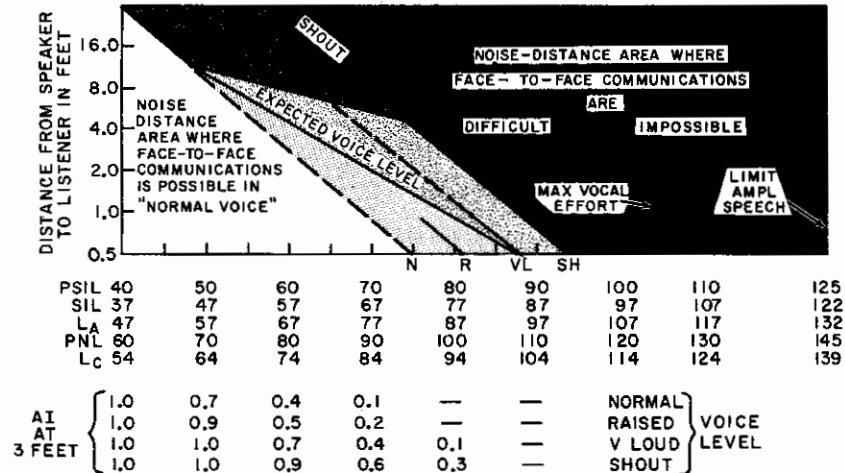 DISTANCE FROM SPEAKER
TO LISTENER IN FEET
16.0
8.0
4.0
2.0
1.0
0.5
SHOUT
NOISE-DISTANCE AREA WHERE
FACE-TO-FACE COMMUNICATIONS
ARE
DIFFICULT IMPOSSIBLE
EXPECTED VOICE LEVEL
NOISE
DISTANCE
AREA WHERE
FACE-TO-FACE
COMMUNICATIONS
IS POSSIBLE IN
"NORMAL VOICE"
MAX VOCAL
EFFORT
LIMIT
AMPL
SPEECH
N R VL SH
PSIL 40 50 60 70 80 90 100 110 125
SIL 37 47 57 67 77 87 97 107 122
LA 47 57 67 77 87 97 107 117 132
PNL 60 70 80 90 100 110 120 130 145
LC 54 64 74 84 94 104 114 124 139
AI
AT
3 FEET
1.0 0.7 0.4 0.1 — — NORMAL
1.0 0.9 0.5 0.2 — — RAISED
1.0 1.0 0.7 0.4 0.1 — V LOUD
1.0 1.0 0.9 0.6 0.3 — SHOUT
VOICE
LEVEL